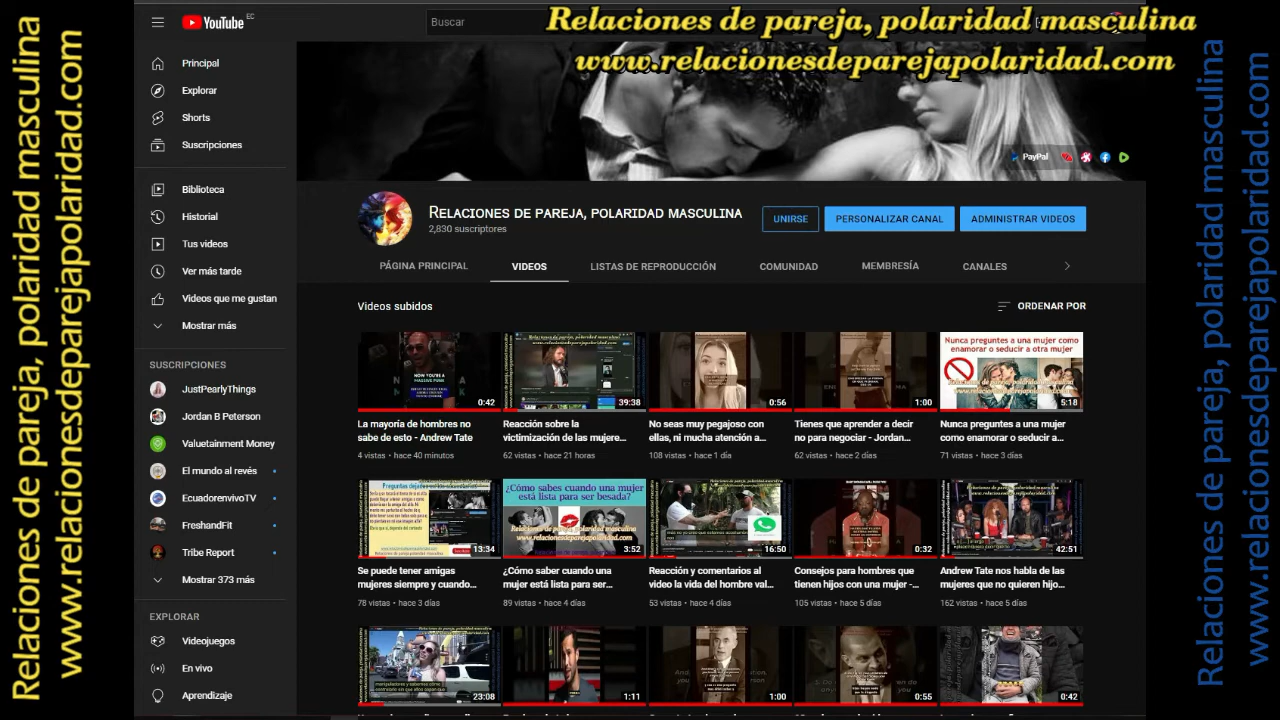 Relaciones de pareja, polaridad masculina
www.relacionesdeparejapolaridad.com
Relaciones de pareja, polaridad masculina
www.relacionesdeparejapolaridad.com
YouTube EC
Buscar
Principal
Explorar
Shorts
Suscripciones
Biblioteca
Historial
Tus videos
Ver más tarde
Videos que me gustan
Mostrar más
SUSCRIPCIONES
JustPearlyThings
Jordan B Peterson
Valuetainment Money
El mundo al revés
EcuadorenvivoTV
FreshandFit
Tribe Report
Mostrar 373 más
EXPLORAR
Videojuegos
En vivo
Aprendizaje
PayPal
RELACIONES DE PAREJA, POLARIDAD MASCULINA
2,830 suscriptores
UNIRSE
PERSONALIZAR CANAL
ADMINISTRAR VIDEOS
PÁGINA PRINCIPAL
VIDEOS
LISTAS DE REPRODUCCIÓN
COMUNIDAD
MEMBRESÍA
CANALES
Videos subidos
ORDENAR POR
NOW YOU'RE A
MASSIVE PUNK
0:42
La mayoría de hombres no
sabe de esto - Andrew Tate
4 vistas • hace 40 minutos
39:38
Reacción sobre la
victimización de las mujere...
62 vistas • hace 21 horas
0:56
No seas muy pegajoso con
ellas, ni mucha atención a...
108 vistas • hace 1 día
1:00
Tienes que aprender a decir
no para negociar - Jordan...
62 vistas • hace 2 días
Nunca preguntes a una mujer
como enamorar o seducir a
otra mujer
5:18
Nunca preguntes a una mujer
como enamorar o seducir a...
71 vistas • hace 3 días
13:34
Se puede tener amigas
mujeres siempre y cuando...
78 vistas • hace 3 días
¿Cómo sabes cuando una mujer
está lista para ser besada?
3:52
¿Cómo saber cuando una
mujer está lista para ser...
89 vistas • hace 4 días
16:50
Reacción y comentarios al
video la vida del hombre val...
53 vistas • hace 4 días
0:32
Consejos para hombres que
tienen hijos con una mujer -...
105 vistas • hace 5 días
42:51
Andrew Tate nos habla de las
mujeres que no quieren hijo...
162 vistas • hace 5 días
23:08
1:11
1:00
0:55
0:42
Relaciones de pareja, polaridad masculina
www.relacionesdeparejapolaridad.com